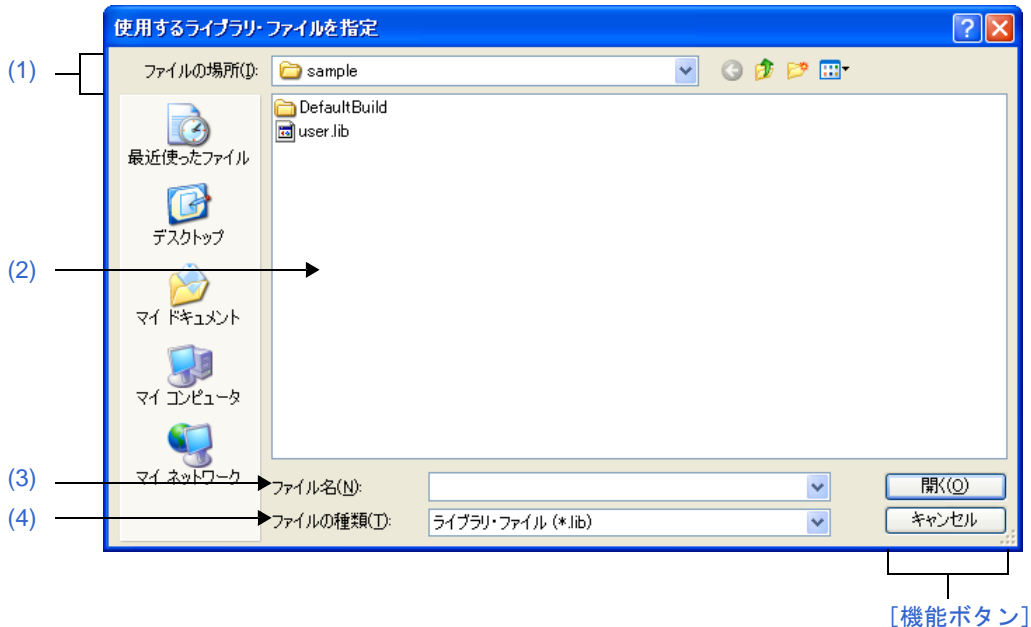 使用するライブラリ・ファイルを指定
(1)
ファイルの場所(I):
sample
DefaultBuild
user.lib
最近使ったファイル
デスクトップ
(2)
マイ ドキュメント
マイ コンピュータ
マイ ネットワーク
(3)
ファイル名(N):
開く(O)
(4)
ファイルの種類(T):
ライブラリ・ファイル (*.lib)
キャンセル
[機能ボタン]